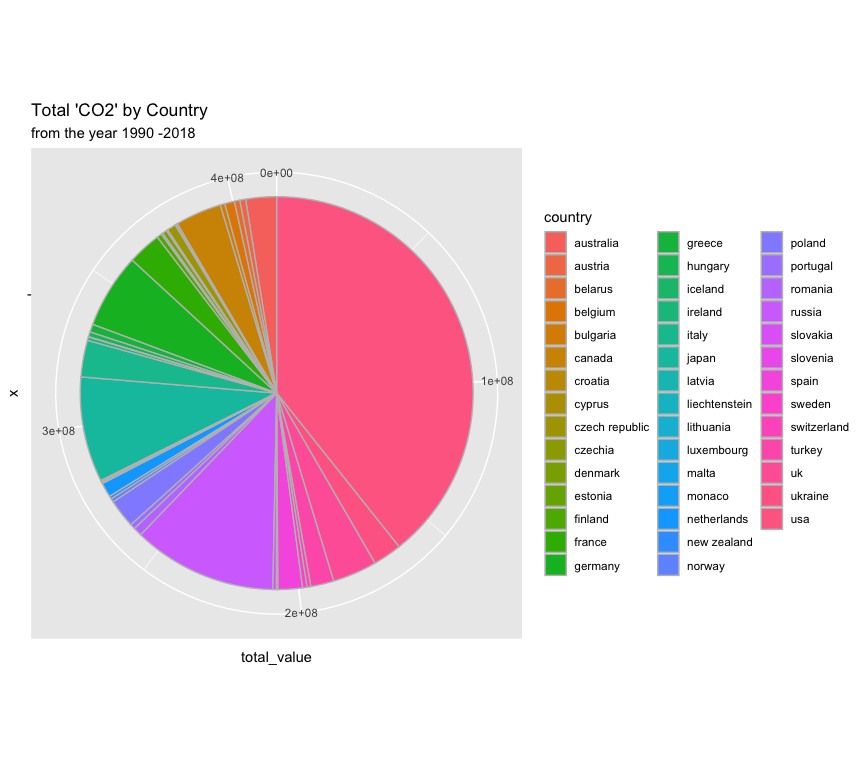 Total 'CO2' by Country
from the year 1990 -2018
4e+08
0e+00
1e+08
3e+08
2e+08
x
total_value
country
australia
austria
belarus
belgium
bulgaria
canada
croatia
cyprus
czech republic
czechia
denmark
estonia
finland
france
germany
greece
hungary
iceland
ireland
italy
japan
latvia
liechtenstein
lithuania
luxembourg
malta
monaco
netherlands
new zealand
norway
poland
portugal
romania
russia
slovakia
slovenia
spain
sweden
switzerland
turkey
uk
ukraine
usa